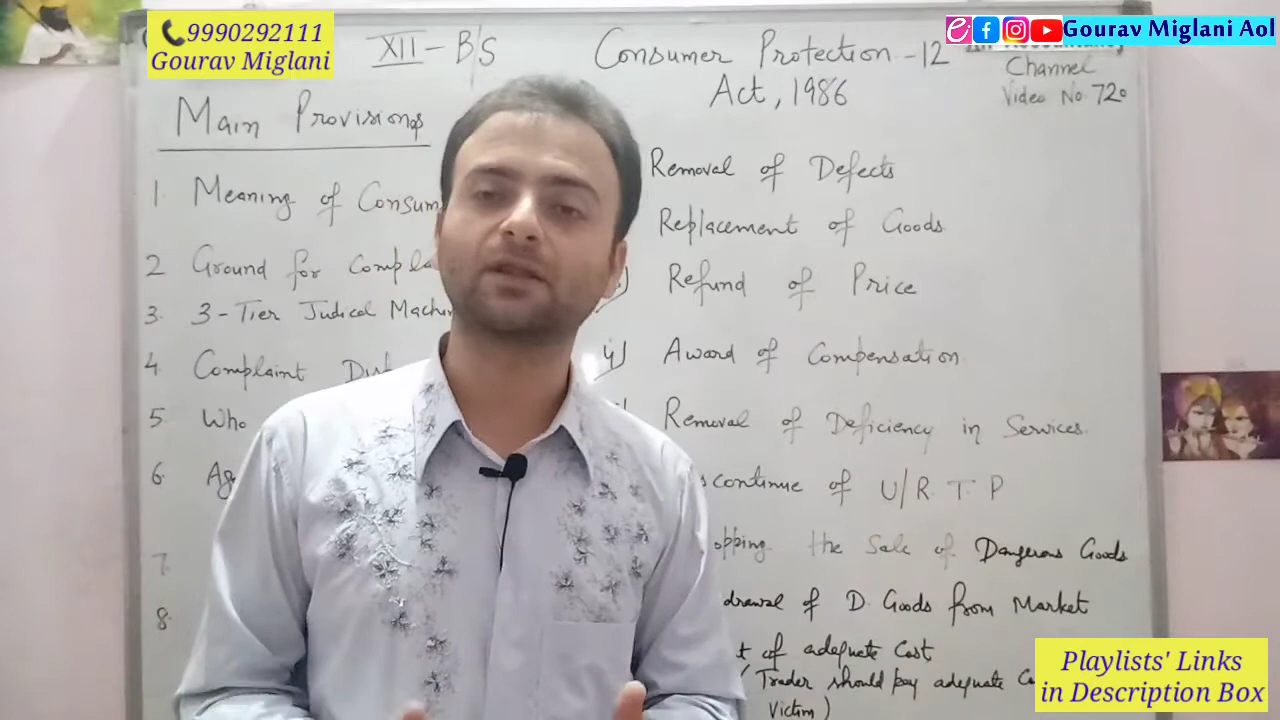 📞9990292111
Gourav Miglani
Gourav Miglani Aol
XII - B/S
Consumer Protection - 12
Act, 1986
Channel
Video No. 720
Main Provisions
1. Meaning of Consum
2 Ground for Compla
3. 3-Tier Judical Machin
4. Complaint
5. Who
6.
7.
8.
Removal of Defects
Replacement of Goods
Refund of Price
Award of Compensation
Removal of Deficiency in Services.
scontinue of U/R. T. P
opping the Sale of Dangerous Goods
drawal of D. Goods from Market
t of adequate Cost
( Trader should pay adequate
Victim)
Playlists' Links
in Description Box